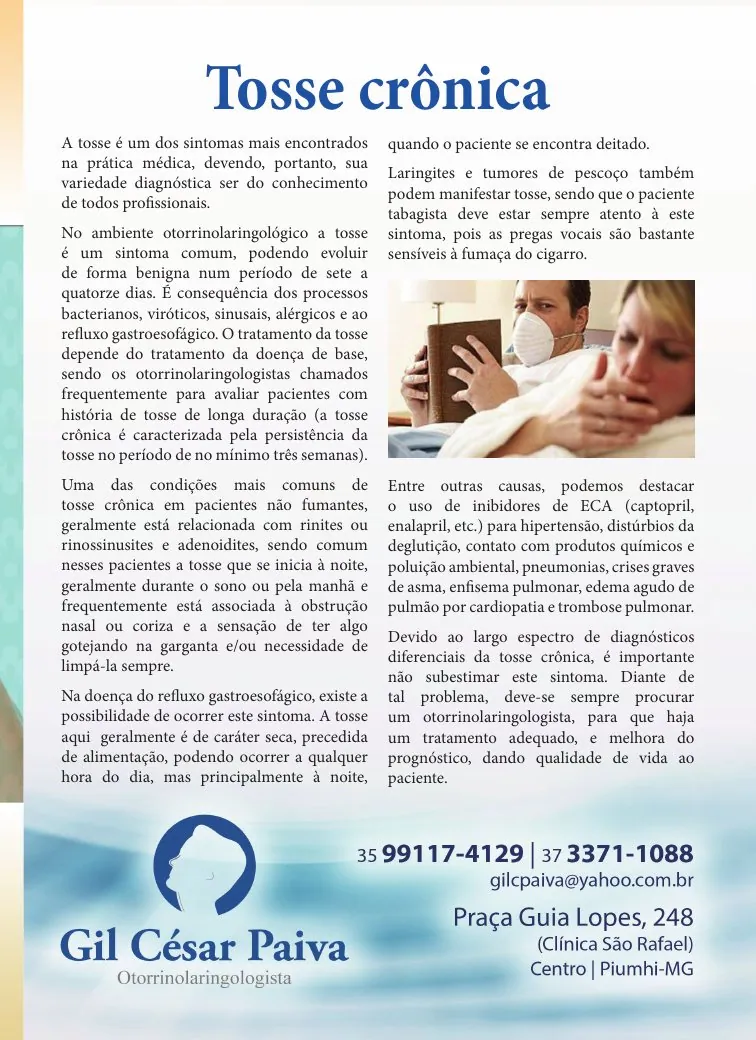 Tosse crônica
A tosse é um dos sintomas mais encontrados
na prática médica, devendo, portanto, sua
variedade diagnóstica ser do conhecimento
de todos profissionais.
No ambiente otorrinolaringológico a tosse
é um sintoma comum, podendo evoluir
de forma benigna num período de sete a
quatorze dias. É consequência dos processos
bacterianos, viróticos, sinusais, alérgicos e ao
refluxo gastroesofágico. O tratamento da tosse
depende do tratamento da doença de base,
sendo os otorrinolaringologistas chamados
frequentemente para avaliar pacientes com
história de tosse de longa duração (a tosse
crônica é caracterizada pela persistência da
tosse no período de no mínimo três semanas).
Uma das condições mais comuns de
tosse crônica em pacientes não fumantes,
geralmente está relacionada com rinites ou
rinossinusites e adenoidites, sendo comum
nesses pacientes a tosse que se inicia à noite,
geralmente durante o sono ou pela manhã e
frequentemente está associada à obstrução
nasal ou coriza e a sensação de ter algo
gotejando na garganta e/ou necessidade de
limpá-la sempre.
Na doença do refluxo gastroesofágico, existe a
possibilidade de ocorrer este sintoma. A tosse
aqui geralmente é de caráter seca, precedida
de alimentação, podendo ocorrer a qualquer
hora do dia, mas principalmente à noite,
quando o paciente se encontra deitado.
Laringites e tumores de pescoço também
podem manifestar tosse, sendo que o paciente
tabagista deve estar sempre atento à este
sintoma, pois as pregas vocais são bastante
sensíveis à fumaça do cigarro.
Entre outras causas, podemos destacar
o uso de inibidores de ECA (captopril,
enalapril, etc.) para hipertensão, distúrbios da
deglutição, contato com produtos químicos e
poluição ambiental, pneumonias, crises graves
de asma, enfisema pulmonar, edema agudo de
pulmão por cardiopatia e trombose pulmonar.
Devido ao largo espectro de diagnósticos
diferenciais da tosse crônica, é importante
não subestimar este sintoma. Diante de
tal problema, deve-se sempre procurar
um otorrinolaringologista, para que haja
um tratamento adequado, e melhora do
prognóstico, dando qualidade de vida ao
paciente.
Gil César Paiva
Otorrinolaringologista
35 99117-4129 | 37 3371-1088
gilcpaiva@yahoo.com.br
Praça Guia Lopes, 248
(Clínica São Rafael)
Centro | Piumhi-MG